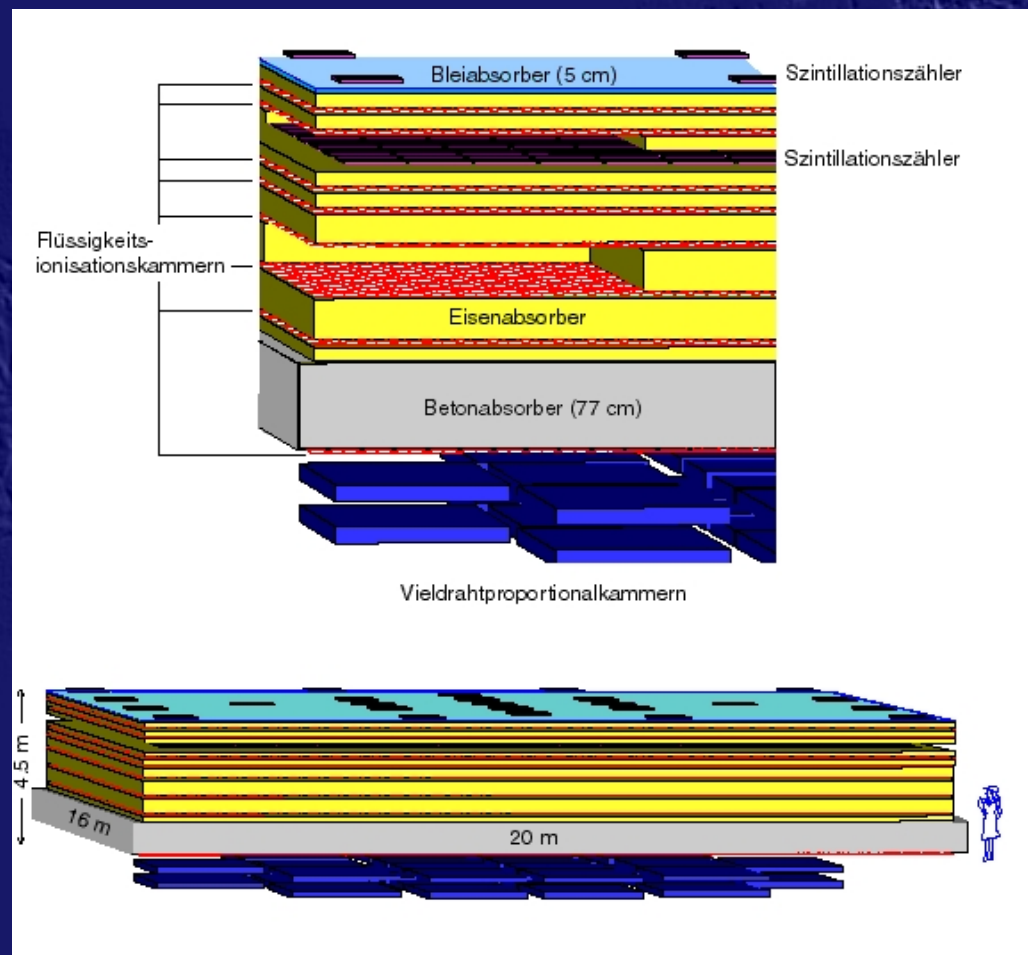 Bleiabsorber (5 cm)
Szintillationszähler
Szintillationszähler
Flüssigkeits-
ionisationskammern
Eisenabsorber
Betonabsorber (77 cm)
Vieldrahtproportionalkammern
4.5 m
16 m
20 m